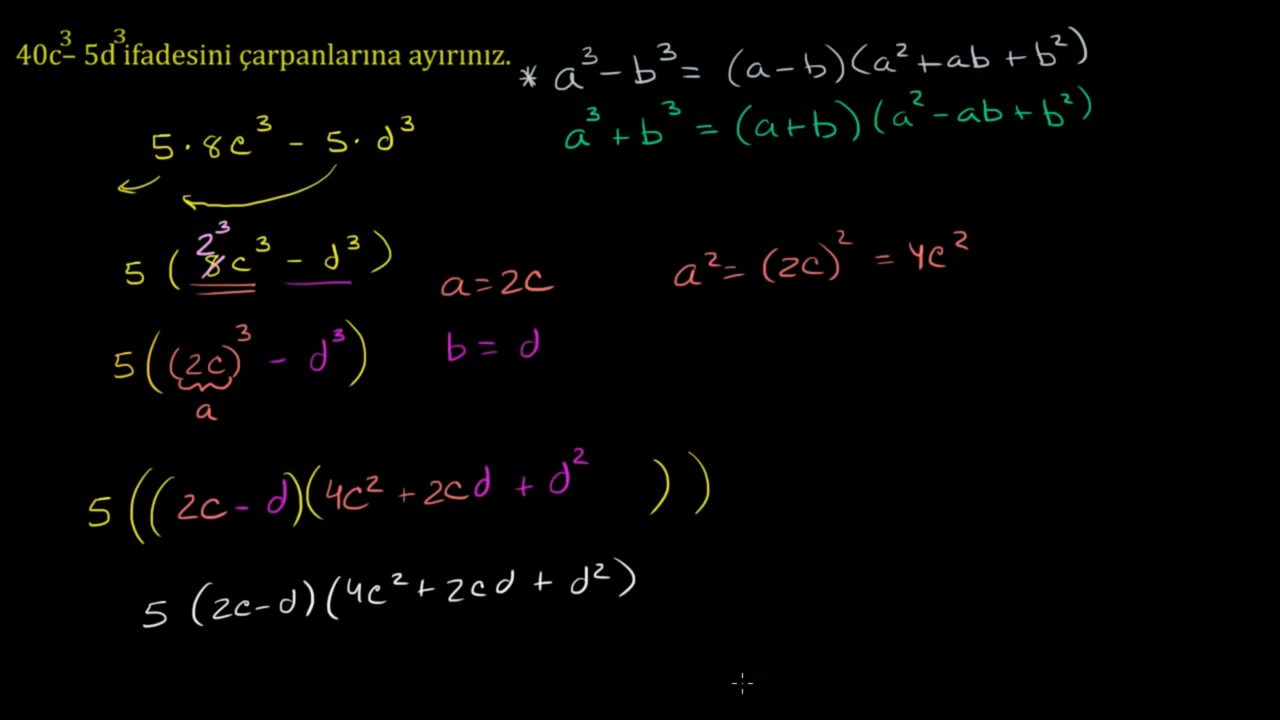 40c³ – 5d³ ifadesini çarpanlarına ayırınız.
* a³ - b³ = (a-b)(a² + ab + b²)
a³ + b³ = (a+b)(a² - ab + b²)
5 · 8c³ - 5 · d³
2³
5 ( 8c³ - d³ )
a = 2c
a² = (2c)² = 4c²
5 ( (2c)³ - d³ )
b = d
a
5 ( (2c - d)(4c² + 2cd + d² ) )
5 (2c-d)(4c² + 2cd + d²)